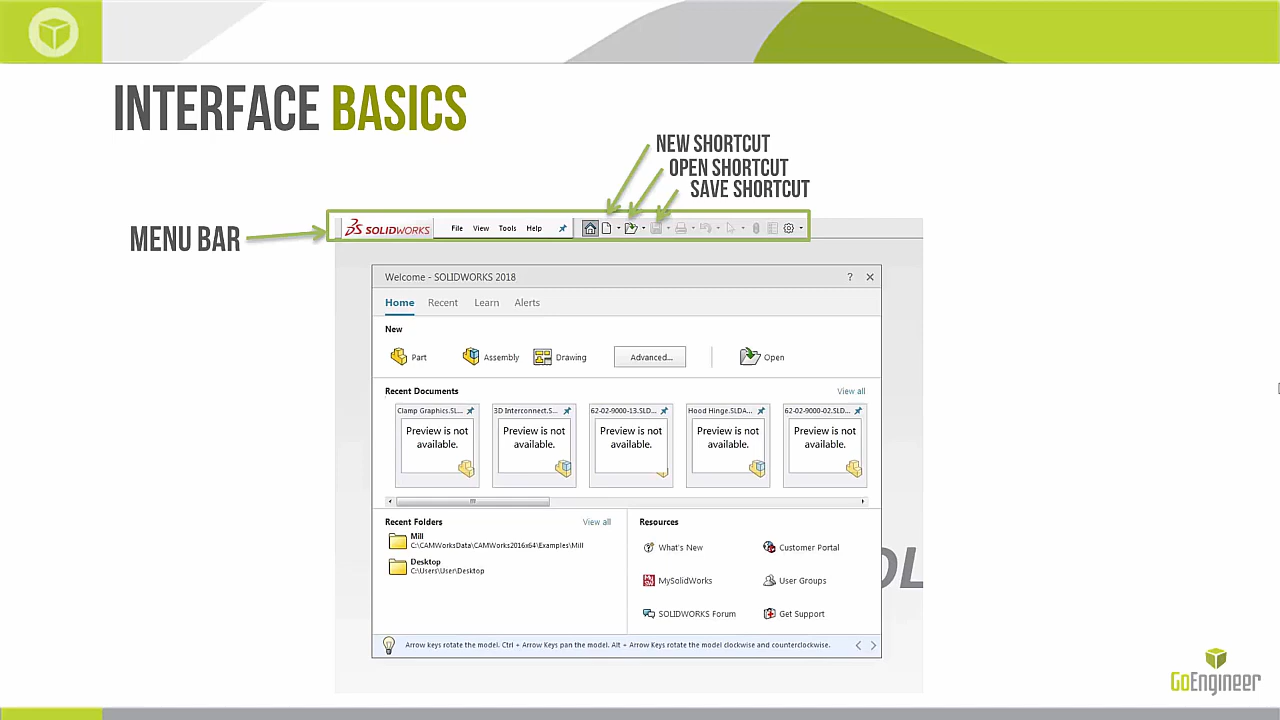 INTERFACE BASICS
NEW SHORTCUT
OPEN SHORTCUT
SAVE SHORTCUT
MENU BAR
SOLIDWORKS File View Tools Help
Welcome - SOLIDWORKS 2018 ?
Home Recent Learn Alerts
New
Part Assembly Drawing Advanced... Open
Recent Documents View all
Clamp Graphics.SL... 3D Interconnect.S... 62-02-9000-13.SLD... Hood Hinge.SLDA... 62-02-9000-02.SLD...
Preview is not Preview is not Preview is not Preview is not Preview is not
available. available. available. available. available.
Recent Folders View all Resources
Mill
C:\CAMWorksData\CAMWorks2016x64\Examples\Mill
Desktop
C:\Users\User\Desktop
What's New Customer Portal
MySolidWorks User Groups
SOLIDWORKS Forum Get Support
OL
Arrow keys rotate the model. Ctrl + Arrow Keys pan the model. Alt + Arrow Keys rotate the model clockwise and counterclockwise.
GoEngineer